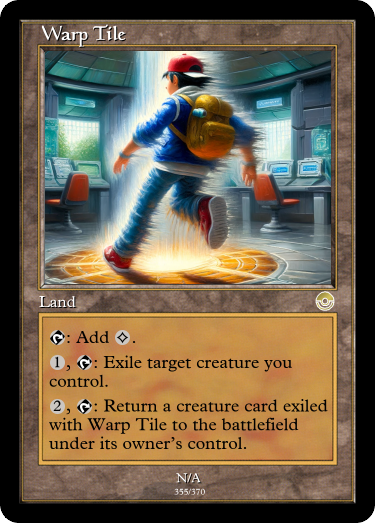 Warp Tile
Land
: Add .
1, : Exile target creature you
control.
2, : Return a creature card exiled
with Warp Tile to the battlefield
under its owner's control.
N/A
355/370